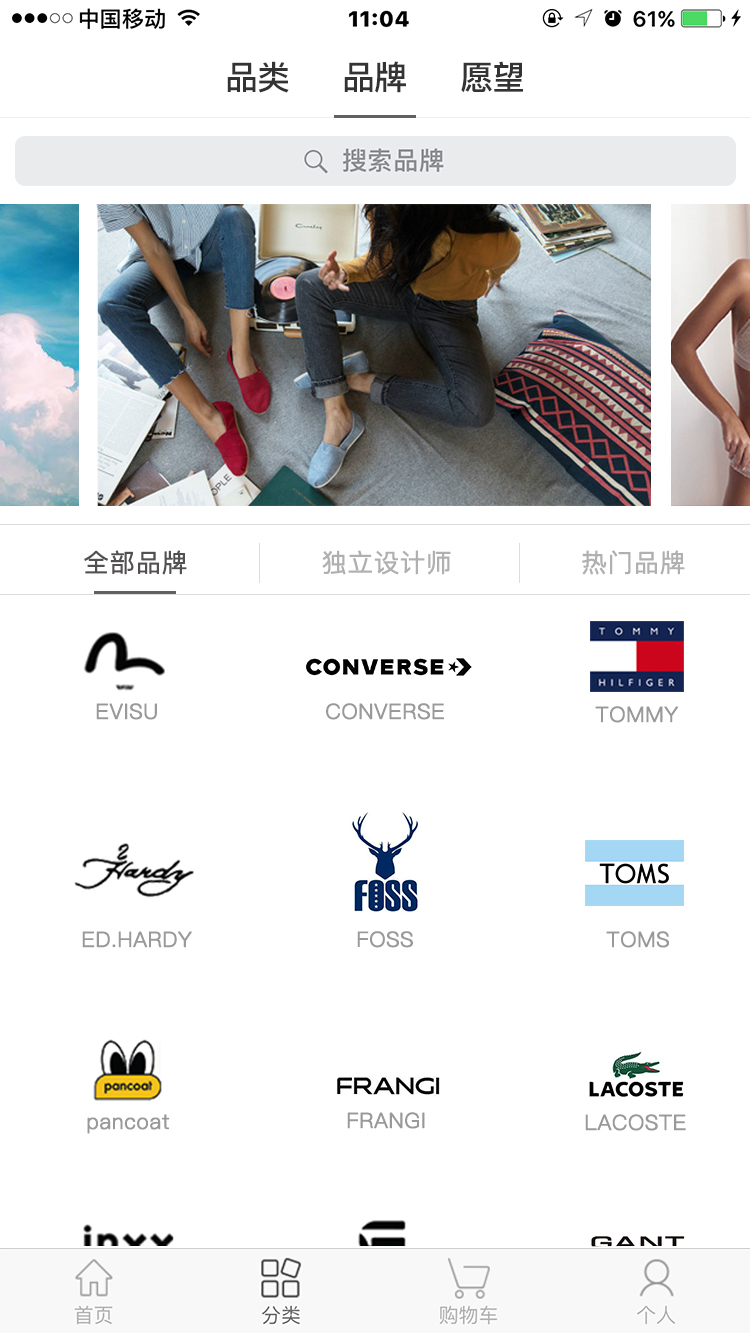 中国移动 11:04 61%
品类 品牌 愿望
搜索品牌
全部品牌 独立设计师 热门品牌
CONVERSE
TOMMY
HILFIGER
EVISU CONVERSE TOMMY
2
Hardy
FOSS
TOMS
ED.HARDY FOSS TOMS
pancoat
FRANGI
LACOSTE
pancoat FRANGI LACOSTE
GANT
首页 分类 购物车 个人